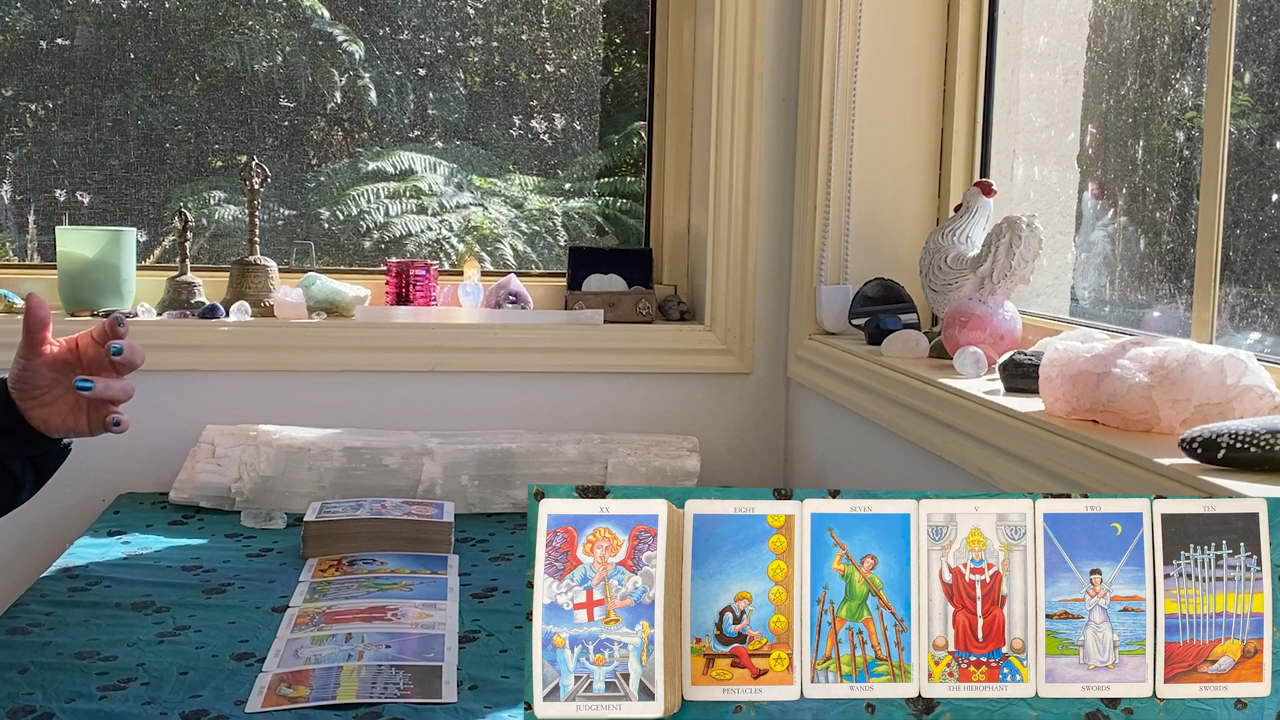 XX
JUDGEMENT
EIGHT
PENTACLES
SEVEN
WANDS
V
THE HIEROPHANT
TWO
SWORDS
TEN
SWORDS